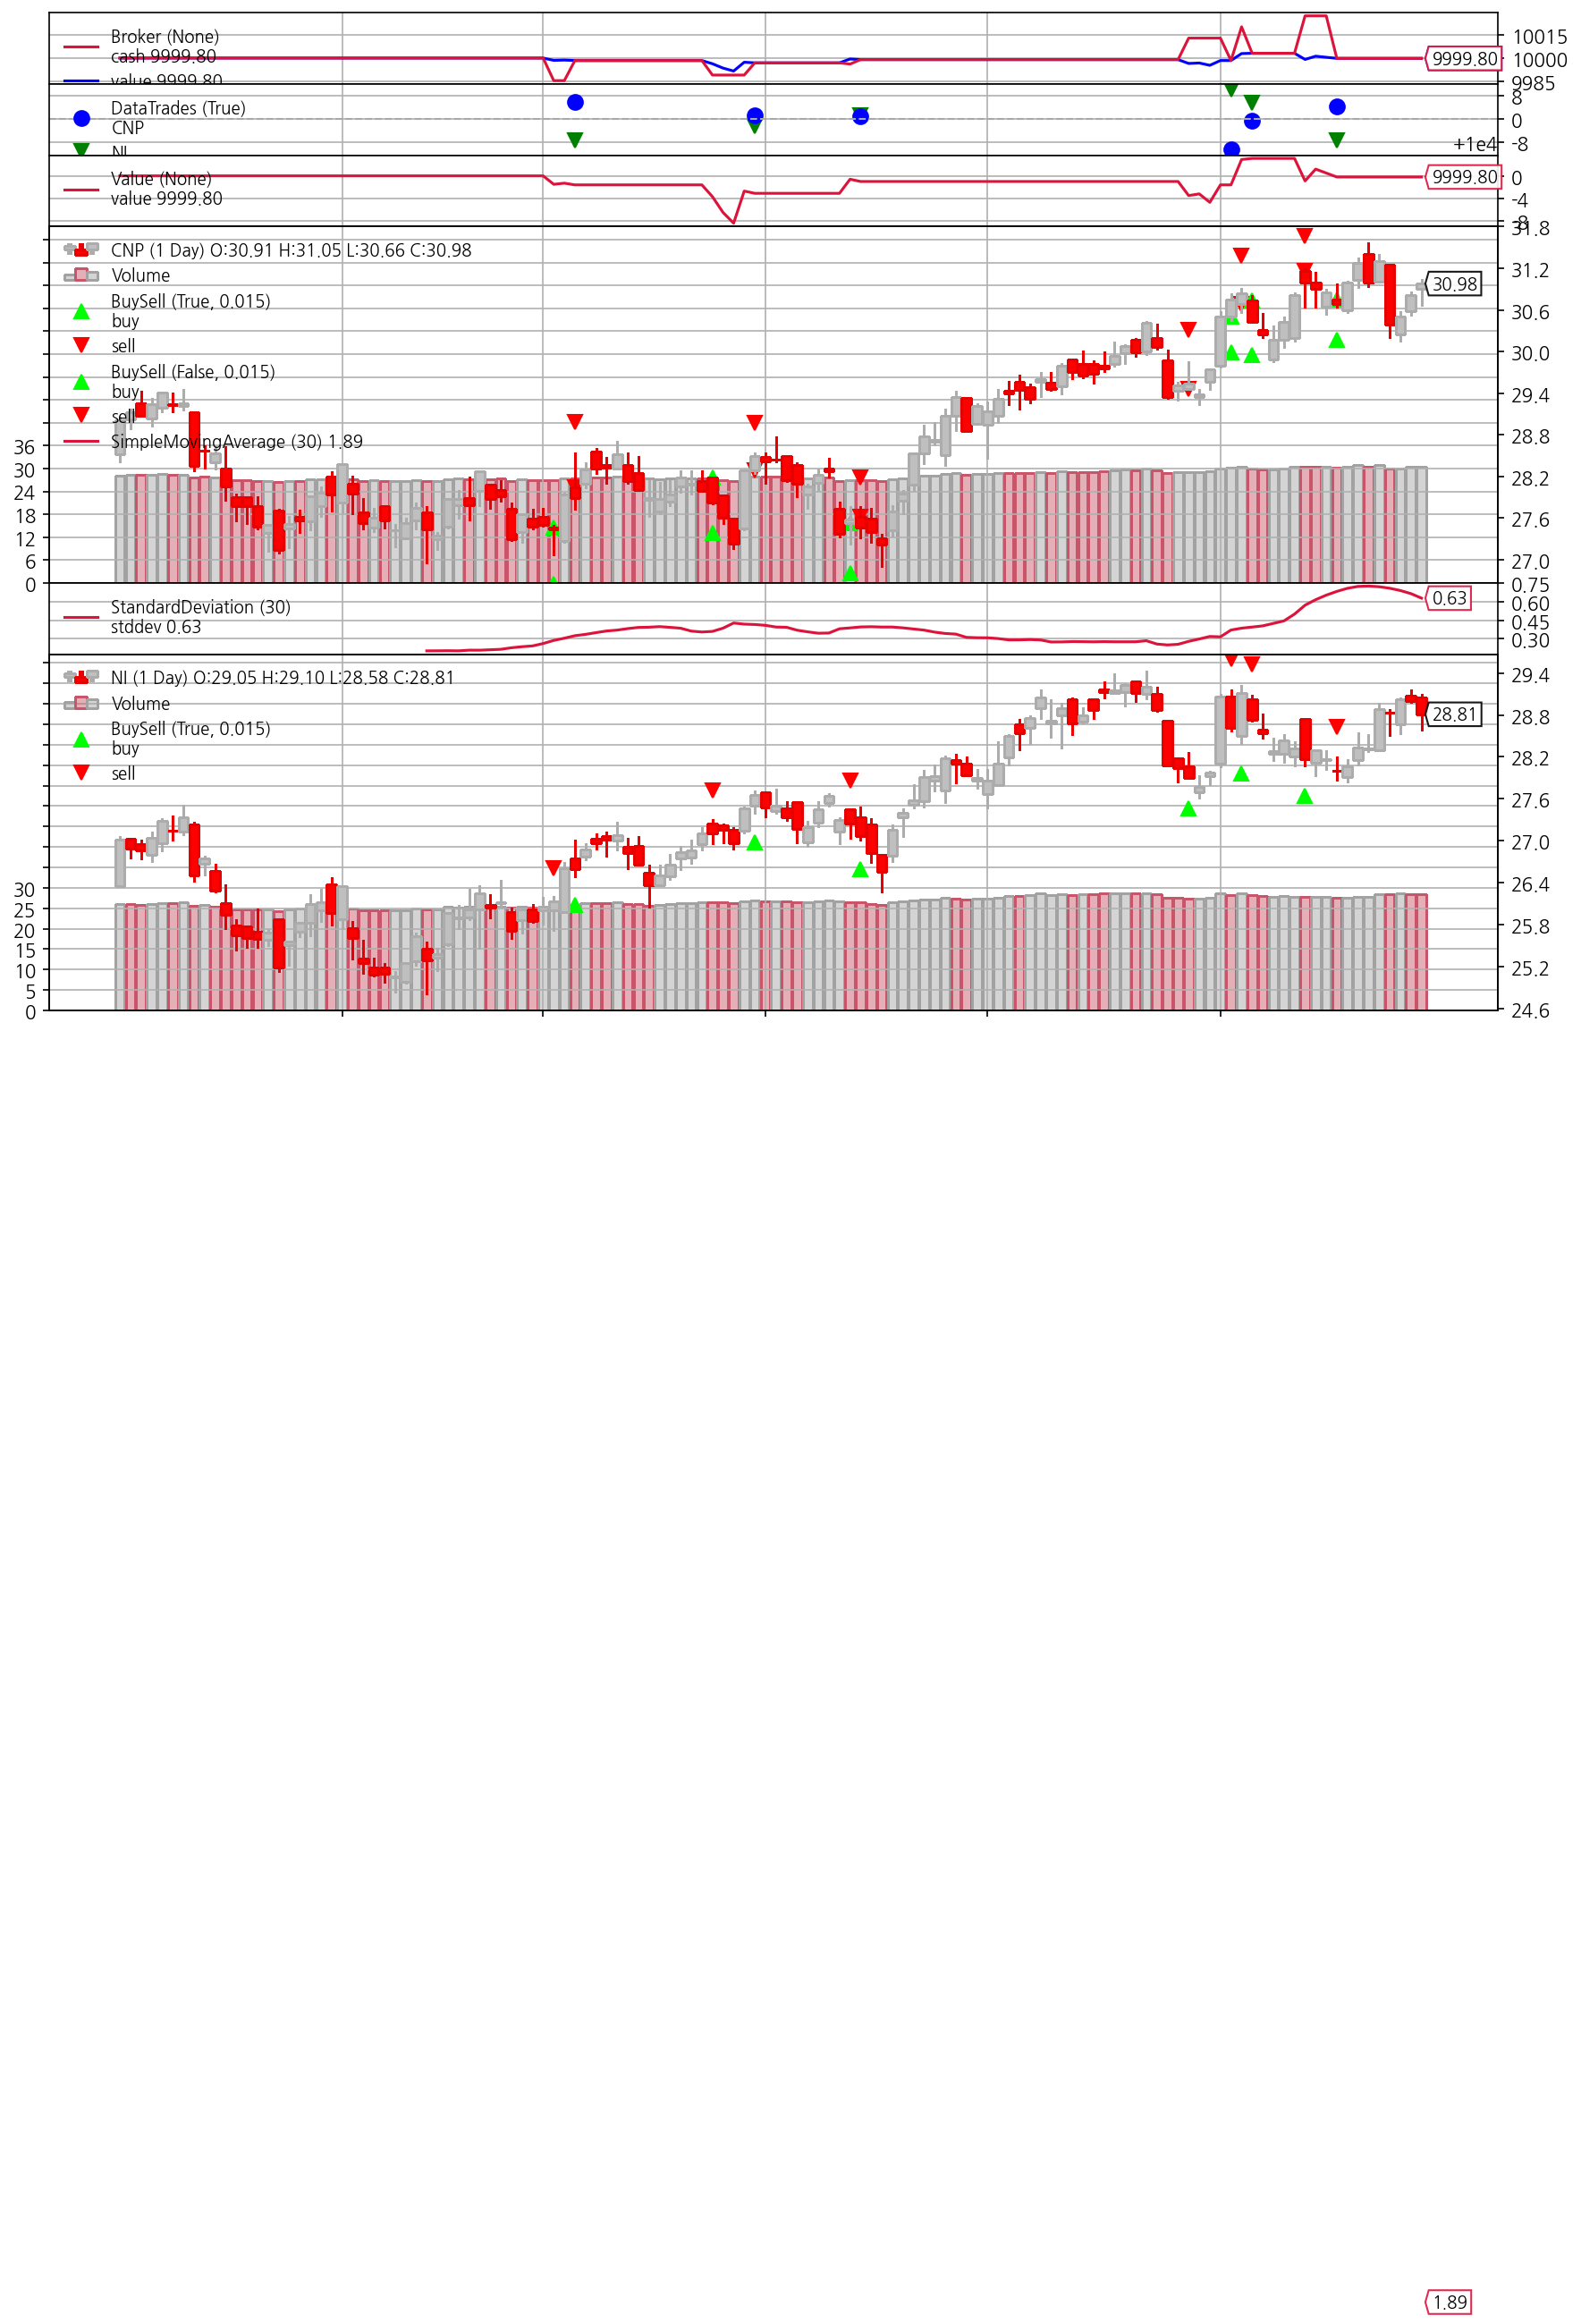 Broker (None)
cash 9999.80
value 9999.80
10015
10000
9985
9999.80
DataTrades (True)
CNP
NI
8
0
-8
+1e4
Value (None)
value 9999.80
0
-4
-8
9999.80
CNP (1 Day) O:30.91 H:31.05 L:30.66 C:30.98
Volume
BuySell (True, 0.015)
buy
sell
BuySell (False, 0.015)
buy
sell
SimpleMovingAverage (30) 1.89
36
30
24
18
12
6
0
31.8
31.2
30.6
30.0
29.4
28.8
28.2
27.6
27.0
30.98
StandardDeviation (30)
stddev 0.63
0.75
0.60
0.45
0.30
0.63
NI (1 Day) O:29.05 H:29.10 L:28.58 C:28.81
Volume
BuySell (True, 0.015)
buy
sell
30
25
20
15
10
5
0
29.4
28.8
28.2
27.6
27.0
26.4
25.8
25.2
24.6
28.81
1.89